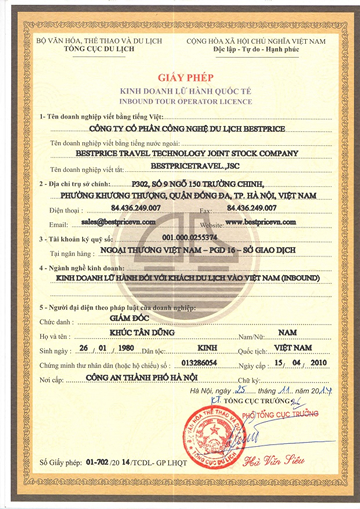 BỘ VĂN HÓA, THỂ THAO VÀ DU LỊCH
TỔNG CỤC DU LỊCH
CỘNG HÒA XÃ HỘI CHỦ NGHĨA VIỆT NAM
Độc lập - Tự do - Hạnh phúc
GIẤY PHÉP
KINH DOANH LỮ HÀNH QUỐC TẾ
INBOUND TOUR OPERATOR LICENCE
1- Tên doanh nghiệp viết bằng tiếng Việt:
CÔNG TY CỔ PHẦN CÔNG NGHỆ DU LỊCH BESTPRICE
Tên doanh nghiệp viết bằng tiếng nước ngoài:
BESTPRICE TRAVEL TECHNOLOGY JOINT STOCK COMPANY
Tên doanh nghiệp viết tắt: BESTPRICETRAVEL.,JSC
2 - Địa chỉ trụ sở chính: P302, SỐ 9 NGÕ 150 TRƯỜNG CHINH,
PHƯỜNG KHƯƠNG THƯỢNG, QUẬN ĐỐNG ĐA, TP. HÀ NỘI, VIỆT NAM
Điện thoại : 84.436.249.007 Fax: 84.436.249.007
Email: sales@bestpricevn.com Website: www.bestpricevn.com
3 - Tài khoản ký quỹ số: 001.000.0255374
Tại ngân hàng : NGOẠI THƯƠNG VIỆT NAM – PGD 16 – SỞ GIAO DỊCH
4 - Ngành nghề kinh doanh:
KINH DOANH LỮ HÀNH ĐỐI VỚI KHÁCH DU LỊCH VÀO VIỆT NAM (INBOUND)
5 - Người đại diện theo pháp luật của doanh nghiệp:
Chức danh : GIÁM ĐỐC
Họ và tên : KHÚC TÂN DŨNG Nam/Nữ: NAM
Sinh ngày : 26 / 01 / 1980 Dân tộc: KINH Quốc tịch: VIỆT NAM
Chứng minh thư nhân dân (hoặc hộ chiếu) số : 013286054 Ngày cấp 15 / 04 / 2010
Nơi cấp: CÔNG AN THÀNH PHỐ HÀ NỘI Chữ ký:
Hà Nội, ngày 25 tháng 11 năm 2014
KT. TỔNG CỤC TRƯỞNG
PHÓ TỔNG CỤC TRƯỞNG
TỔNG CỤC DU LỊCH
Hà Văn Siêu
Số Giấy phép: 01-702 /20 14 /TCDL- GP LHQT